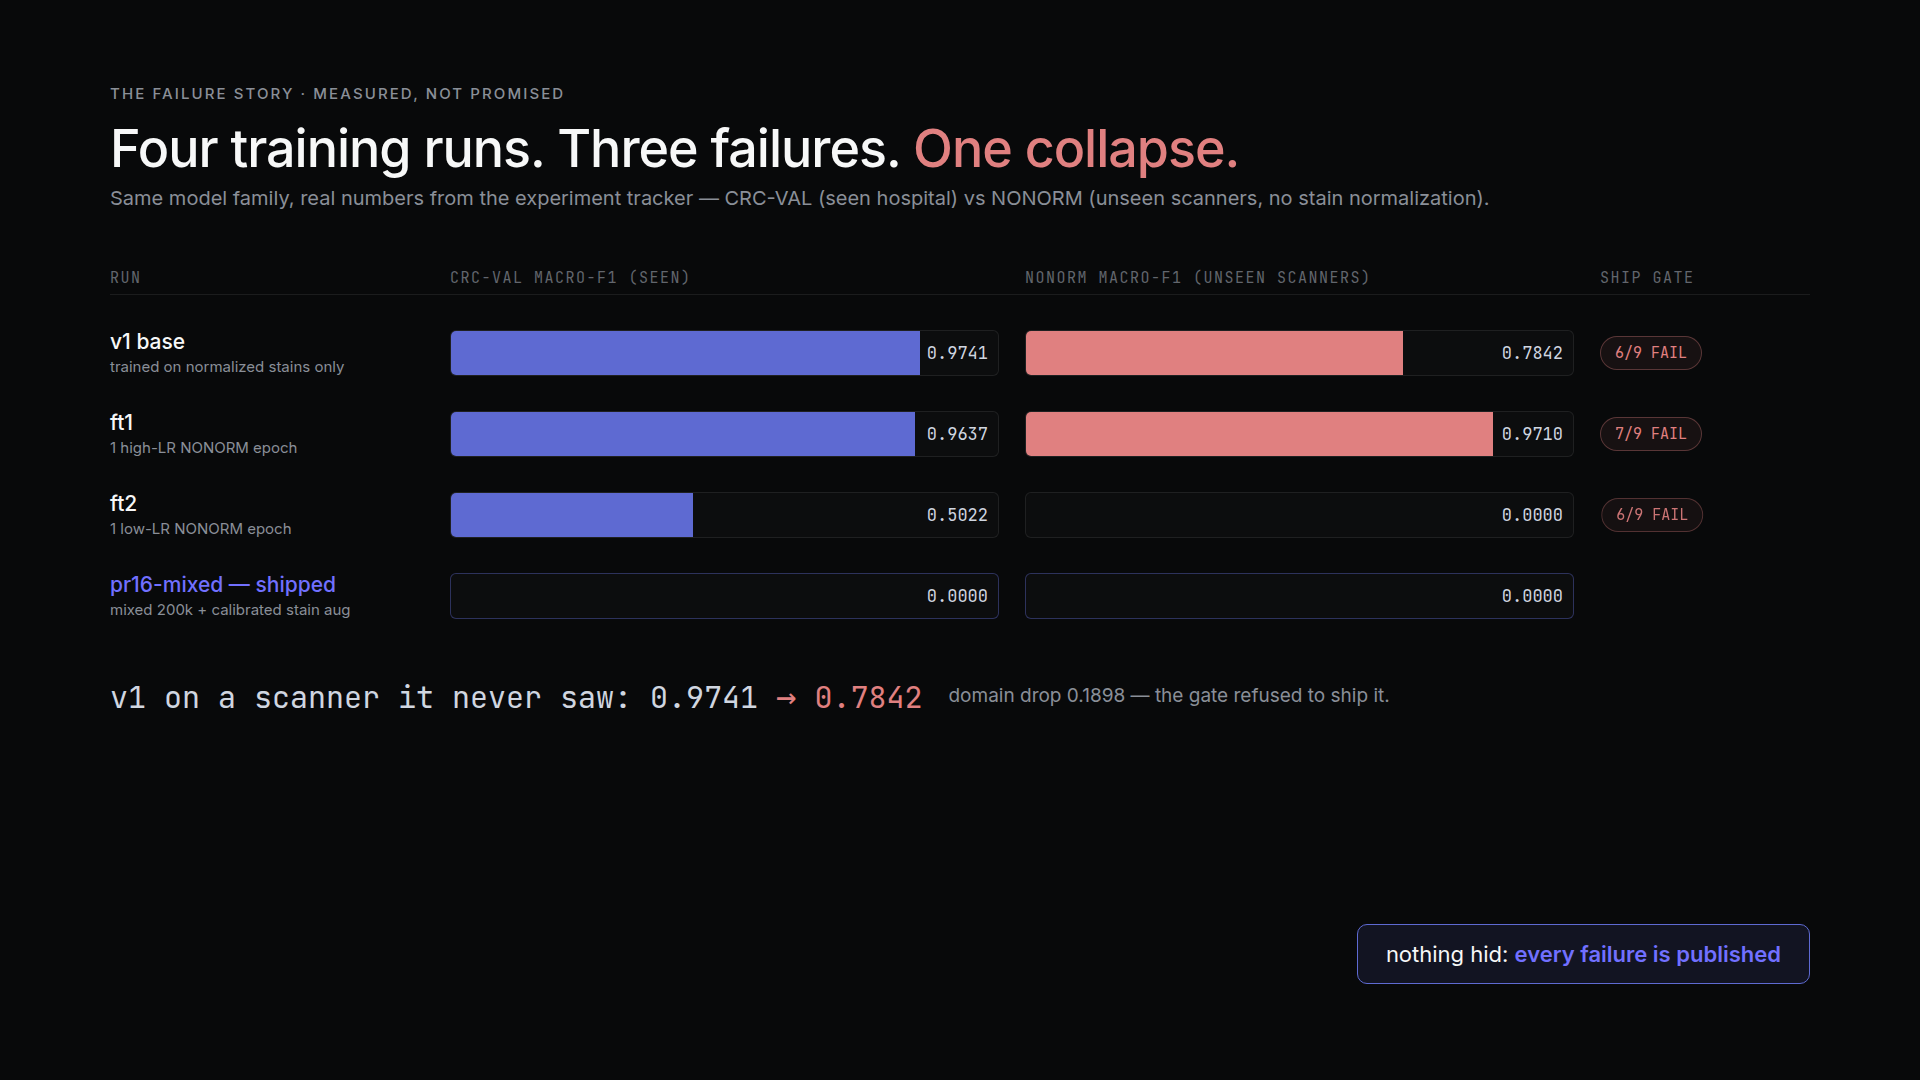 THE FAILURE STORY · MEASURED, NOT PROMISED
Four training runs. Three failures. One collapse.
Same model family, real numbers from the experiment tracker — CRC-VAL (seen hospital) vs NONORM (unseen scanners, no stain normalization).
RUN CRC-VAL MACRO-F1 (SEEN) NONORM MACRO-F1 (UNSEEN SCANNERS) SHIP GATE
v1 base
trained on normalized stains only
0.9741 0.7842 6/9 FAIL
ft1
1 high-LR NONORM epoch
0.9637 0.9710 7/9 FAIL
ft2
1 low-LR NONORM epoch
0.5022 0.0000 6/9 FAIL
pr16-mixed — shipped
mixed 200k + calibrated stain aug
0.0000 0.0000
v1 on a scanner it never saw: 0.9741 → 0.7842 domain drop 0.1898 — the gate refused to ship it.
nothing hid: every failure is published